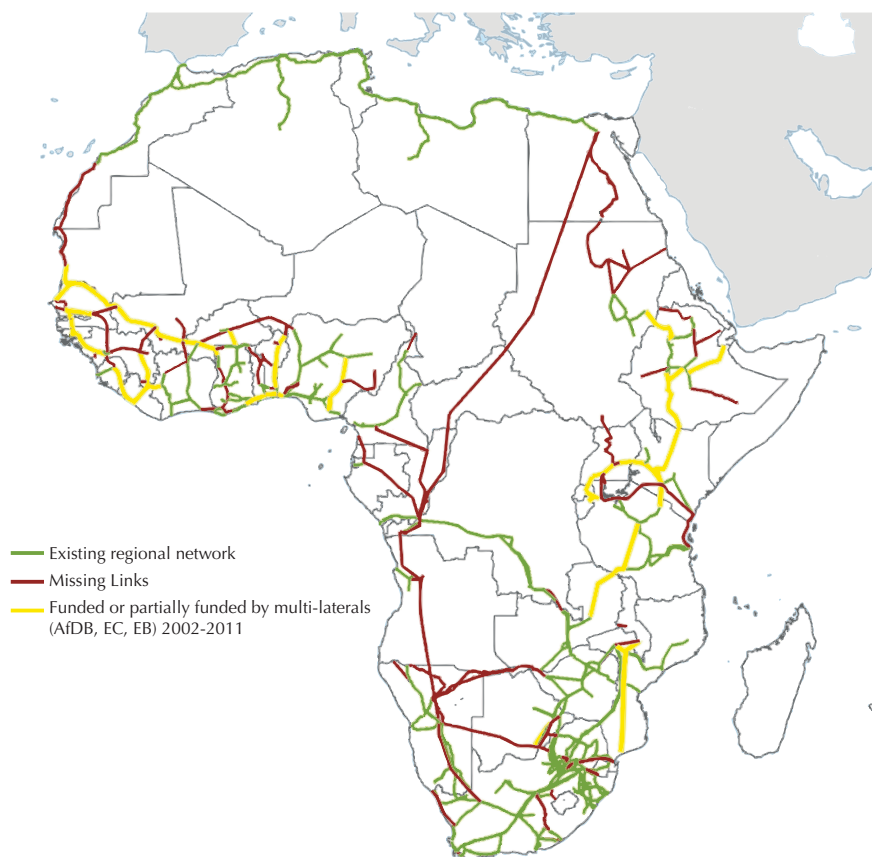 Existing regional network
Missing Links
Funded or partially funded by multi-laterals
(AfDB, EC, EB) 2002-2011